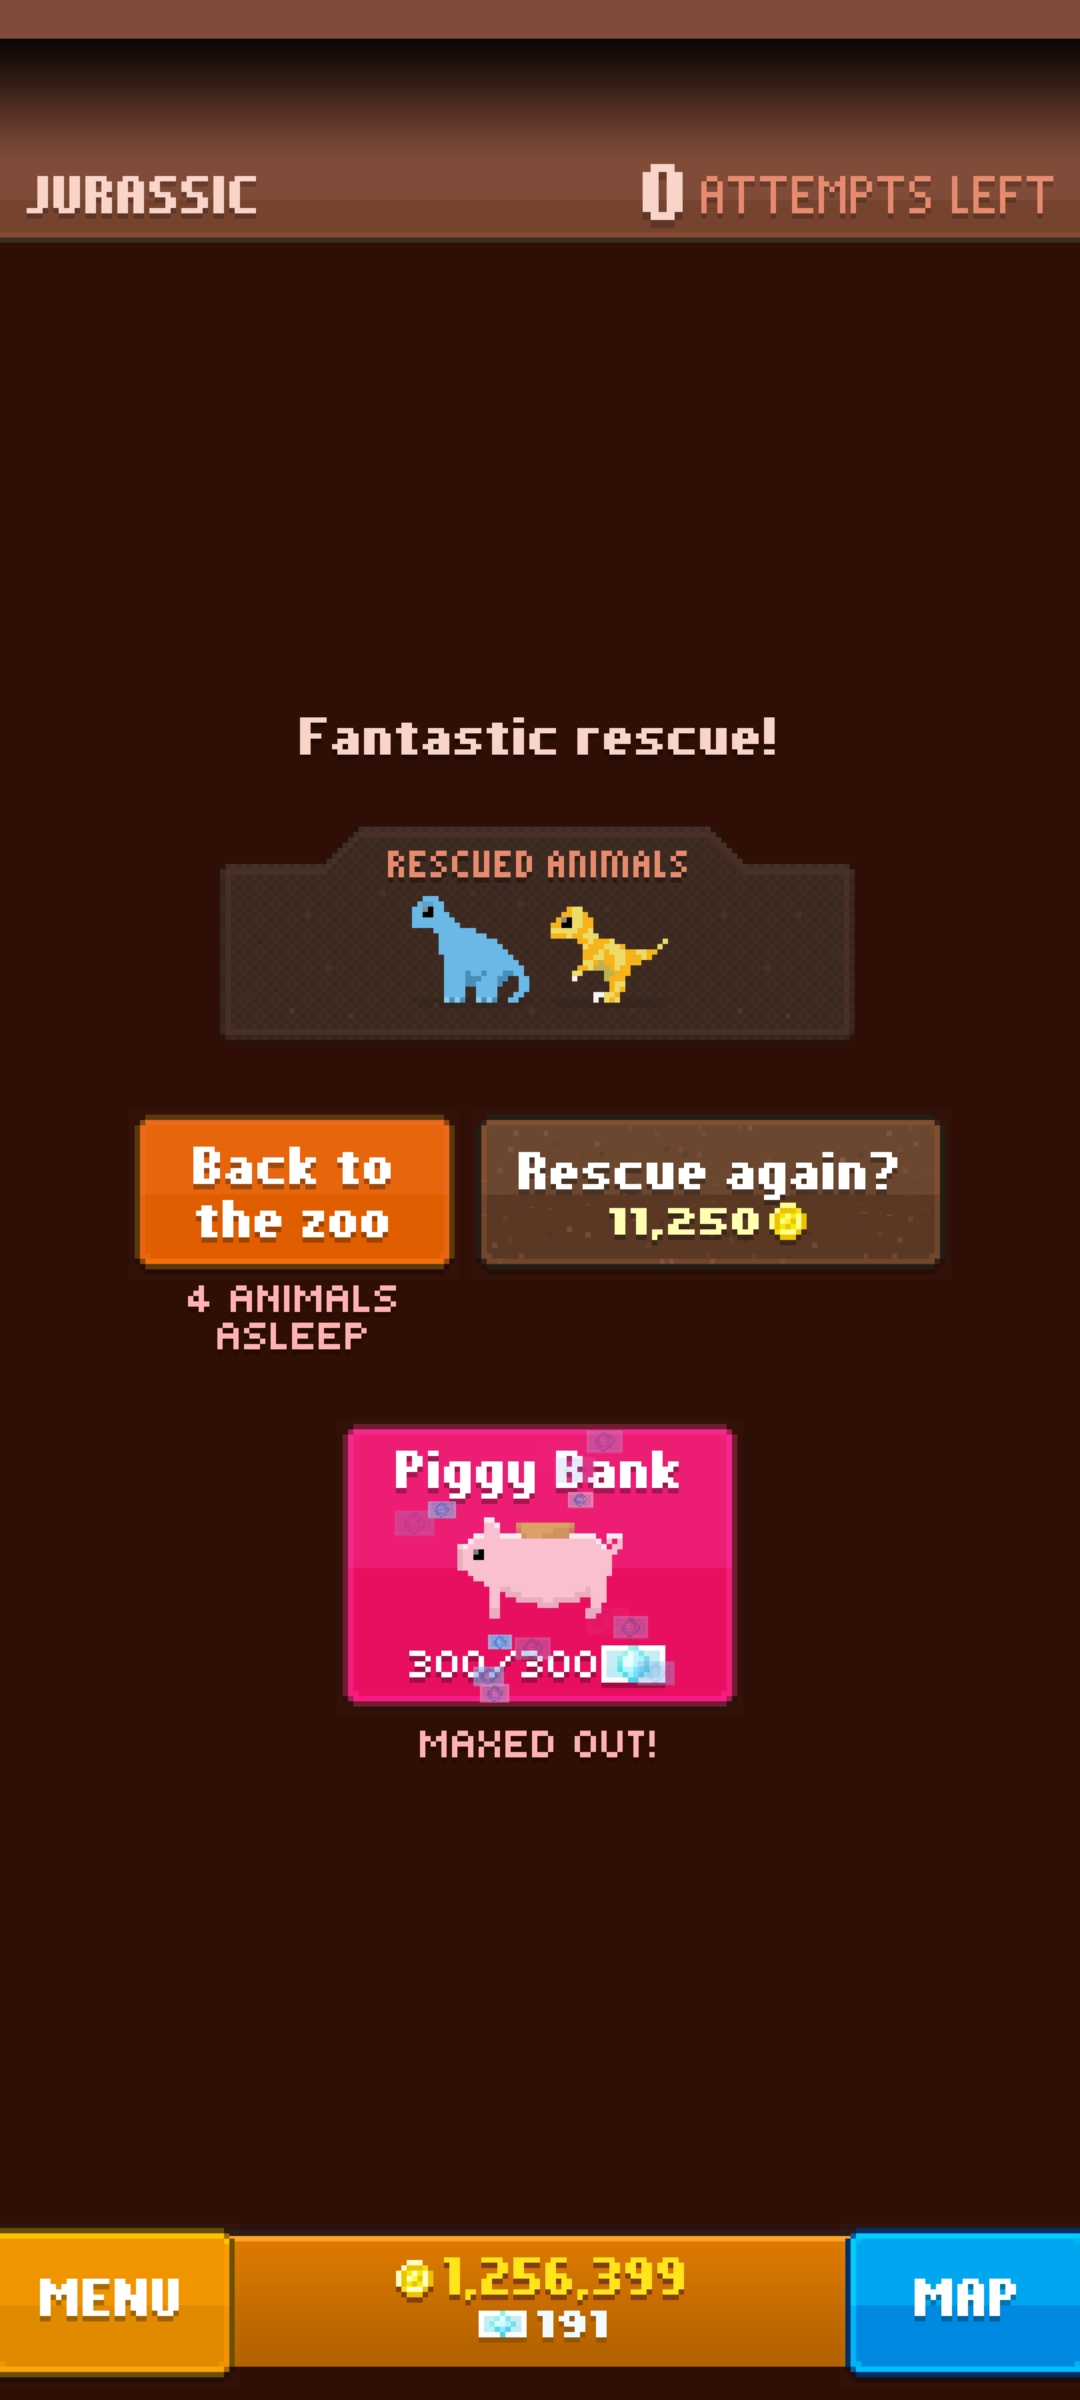 JURASSIC
0 ATTEMPTS LEFT
Fantastic rescue!
RESCUED ANIMALS
Back to
the zoo
Rescue again?
11,250
4 ANIMALS
ASLEEP
Piggy Bank
300/300
MAXED OUT!
MENU
1,256,399
191
MAP